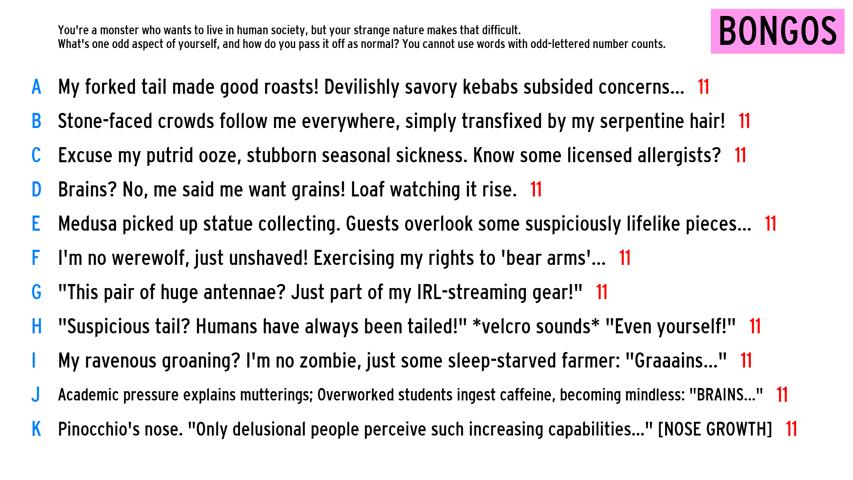 You're a monster who wants to live in human society, but your strange nature makes that difficult.
What's one odd aspect of yourself, and how do you pass it off as normal? You cannot use words with odd-lettered number counts.
BONGOS
A My forked tail made good roasts! Devilishly savory kebabs subsided concerns... 11
B Stone-faced crowds follow me everywhere, simply transfixed by my serpentine hair! 11
C Excuse my putrid ooze, stubborn seasonal sickness. Know some licensed allergists? 11
D Brains? No, me said me want grains! Loaf watching it rise. 11
E Medusa picked up statue collecting. Guests overlook some suspiciously lifelike pieces... 11
F I'm no werewolf, just unshaved! Exercising my rights to 'bear arms'... 11
G "This pair of huge antennae? Just part of my IRL-streaming gear!" 11
H "Suspicious tail? Humans have always been tailed!" *velcro sounds* "Even yourself!" 11
I My ravenous groaning? I'm no zombie, just some sleep-starved farmer: "Graaains..." 11
J Academic pressure explains mutterings; Overworked students ingest caffeine, becoming mindless: "BRAINS..." 11
K Pinocchio's nose. "Only delusional people perceive such increasing capabilities..." [NOSE GROWTH] 11